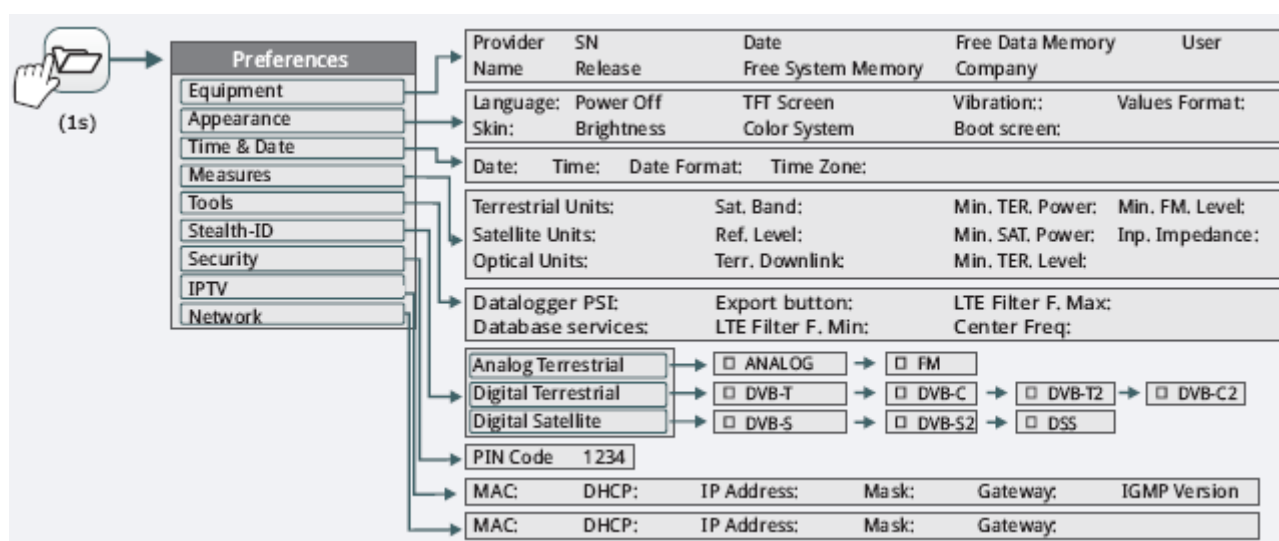 (1s)
Preferences
Equipment
Appearance
Time & Date
Measures
Tools
Stealth-ID
Security
IPTV
Network
Provider SN Date Free Data Memory User
Name Release Free System Memory Company
Language: Power Off TFT Screen Vibration:: Values Format:
Skin: Brightness Color System Boot screen:
Date: Time: Date Format: Time Zone:
Terrestrial Units: Sat. Band: Min. TER. Power: Min. FM. Level:
Satellite Units: Ref. Level: Min. SAT. Power: Inp. Impedance:
Optical Units: Terr. Downlink: Min. TER. Level:
Datalogger PSI: Export button: LTE Filter F. Max:
Database services: LTE Filter F. Min: Center Freq:
Analog Terrestrial ANALOG FM
Digital Terrestrial DVB-T DVB-C DVB-T2 DVB-C2
Digital Satellite DVB-S DVB-S2 DSS
PIN Code 1234
MAC: DHCP: IP Address: Mask: Gateway: IGMP Version
MAC: DHCP: IP Address: Mask: Gateway: